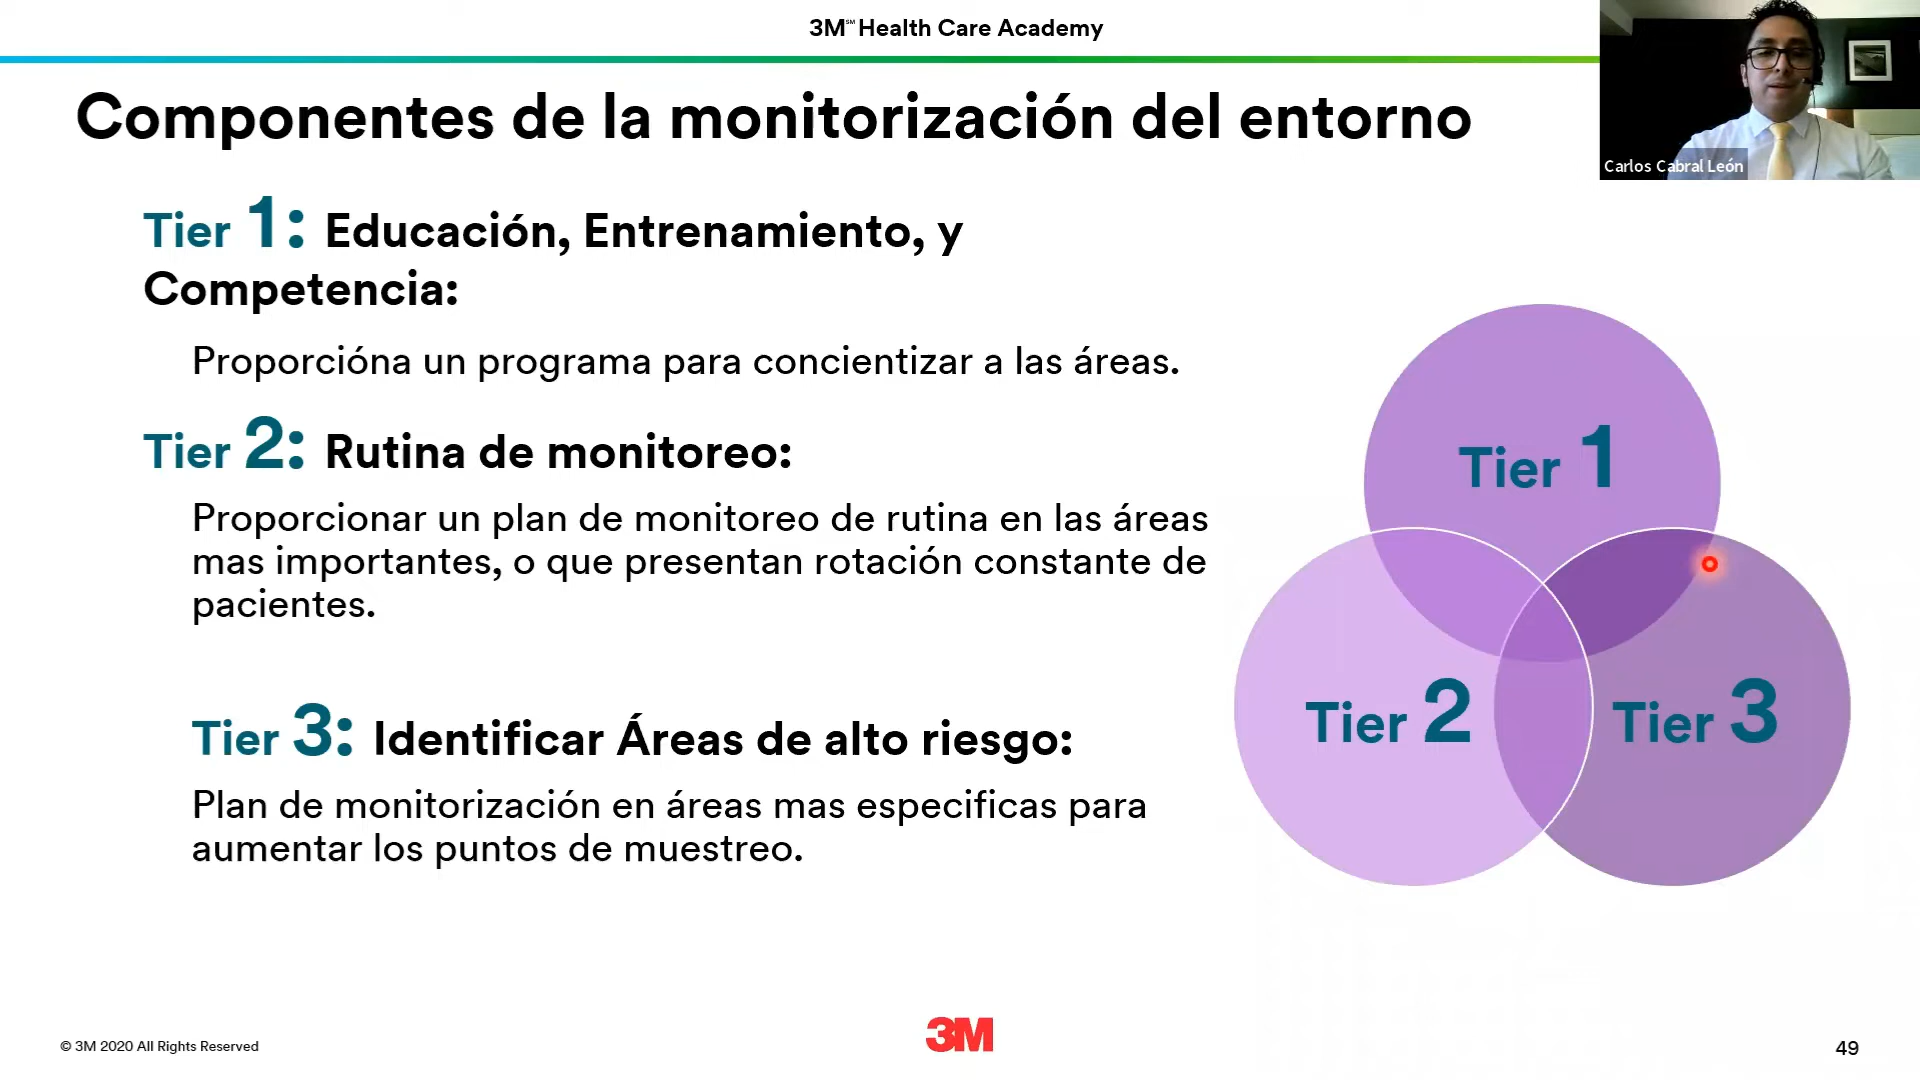 3M℠ Health Care Academy
Carlos Cabral León
Componentes de la monitorización del entorno
Tier 1: Educación, Entrenamiento, y
Competencia:
Proporcióna un programa para concientizar a las áreas.
Tier 2: Rutina de monitoreo:
Proporcionar un plan de monitoreo de rutina en las áreas
mas importantes, o que presentan rotación constante de
pacientes.
Tier 3: Identificar Áreas de alto riesgo:
Plan de monitorización en áreas mas especificas para
aumentar los puntos de muestreo.
Tier 1
Tier 2
Tier 3
© 3M 2020 All Rights Reserved
3M
49